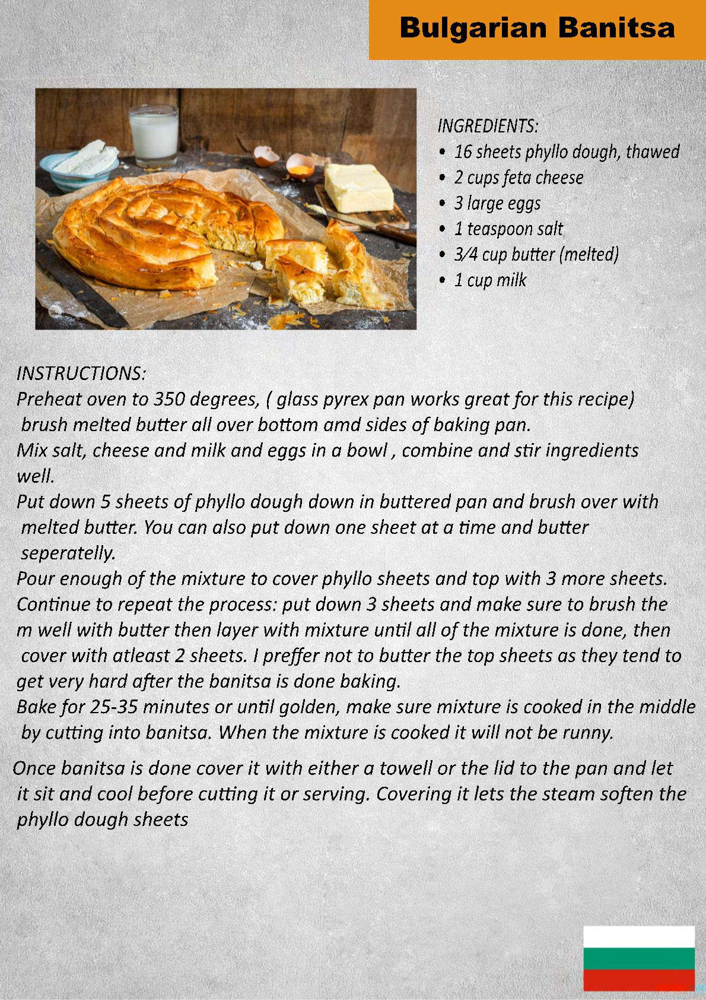 Bulgarian Banitsa
INGREDIENTS:
• 16 sheets phyllo dough, thawed
• 2 cups feta cheese
• 3 large eggs
• 1 teaspoon salt
• 3⁄4 cup butter (melted)
• 1 cup milk
INSTRUCTIONS:
Preheat oven to 350 degrees, ( glass pyrex pan works great for this recipe)
brush melted butter all over bottom amd sides of baking pan.
Mix salt, cheese and milk and eggs in a bowl , combine and stir ingredients
well.
Put down 5 sheets of phyllo dough down in buttered pan and brush over with
melted butter. You can also put down one sheet at a time and butter
seperatelly.
Pour enough of the mixture to cover phyllo sheets and top with 3 more sheets.
Continue to repeat the process: put down 3 sheets and make sure to brush the
m well with butter then layer with mixture until all of the mixture is done, then
cover with atleast 2 sheets. I preffer not to butter the top sheets as they tend to
get very hard after the banitsa is done baking.
Bake for 25-35 minutes or until golden, make sure mixture is cooked in the middle
by cutting into banitsa. When the mixture is cooked it will not be runny.
Once banitsa is done cover it with either a towell or the lid to the pan and let
it sit and cool before cutting it or serving. Covering it lets the steam soften the
phyllo dough sheets